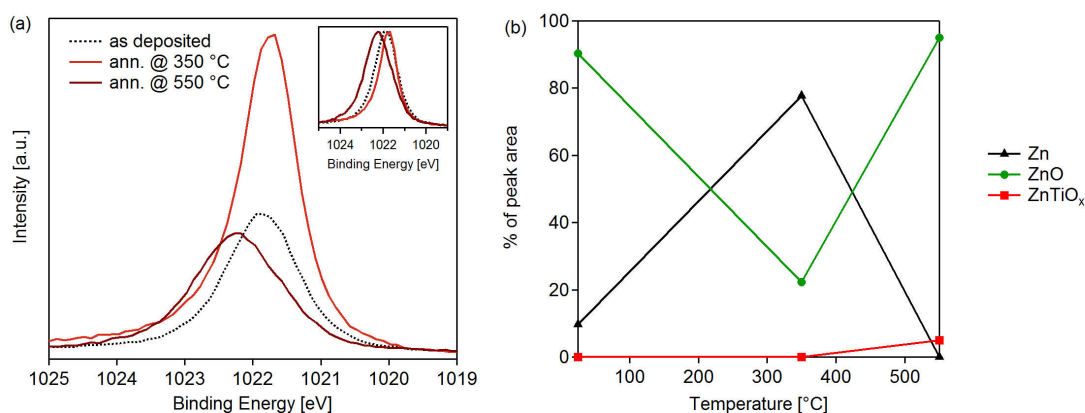 (a)
as deposited
ann. @ 350 °C
ann. @ 550 °C
Intensity [a.u.]
1025 1024 1023 1022 1021 1020 1019
Binding Energy [eV]
1024 1022 1020
Binding Energy [eV]
(b)
% of peak area
100
80
60
40
20
0
100 200 300 400 500
Temperature [°C]
Zn
ZnO
ZnTiOx